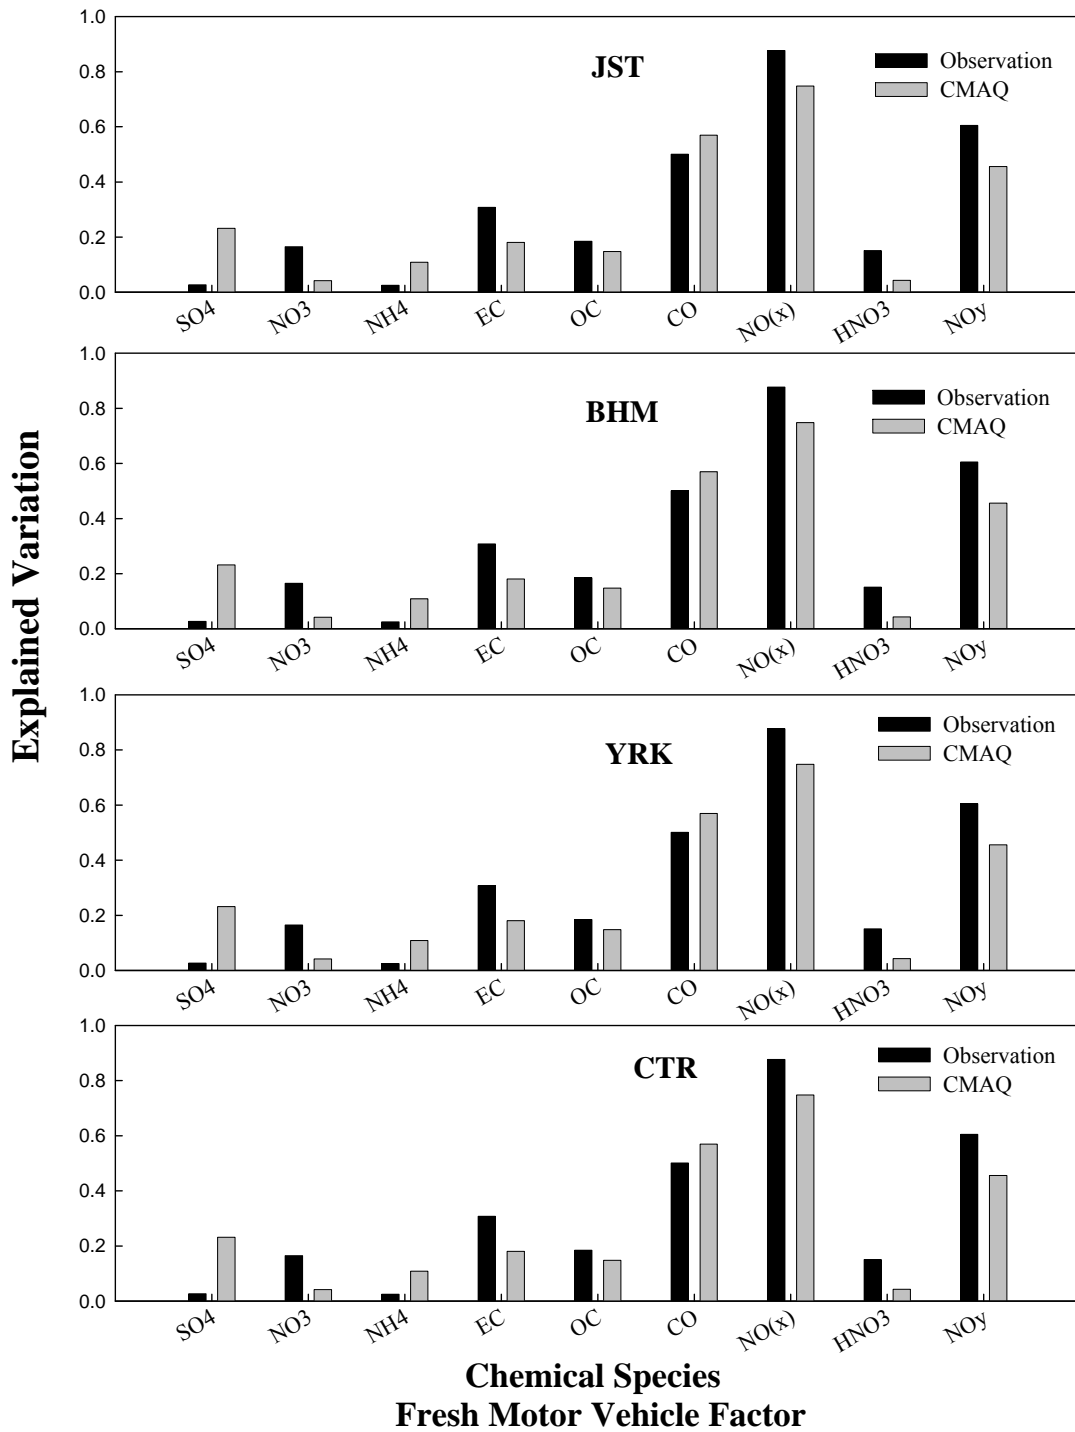 Explained Variation
1.0
0.8
0.6
0.4
0.2
0.0
JST
Observation
CMAQ
SO4 NO3 NH4 EC OC CO NO(x) HNO3 NOy
1.0
0.8
0.6
0.4
0.2
0.0
BHM
Observation
CMAQ
SO4 NO3 NH4 EC OC CO NO(x) HNO3 NOy
1.0
0.8
0.6
0.4
0.2
0.0
YRK
Observation
CMAQ
SO4 NO3 NH4 EC OC CO NO(x) HNO3 NOy
1.0
0.8
0.6
0.4
0.2
0.0
CTR
Observation
CMAQ
SO4 NO3 NH4 EC OC CO NO(x) HNO3 NOy
Chemical Species
Fresh Motor Vehicle Factor